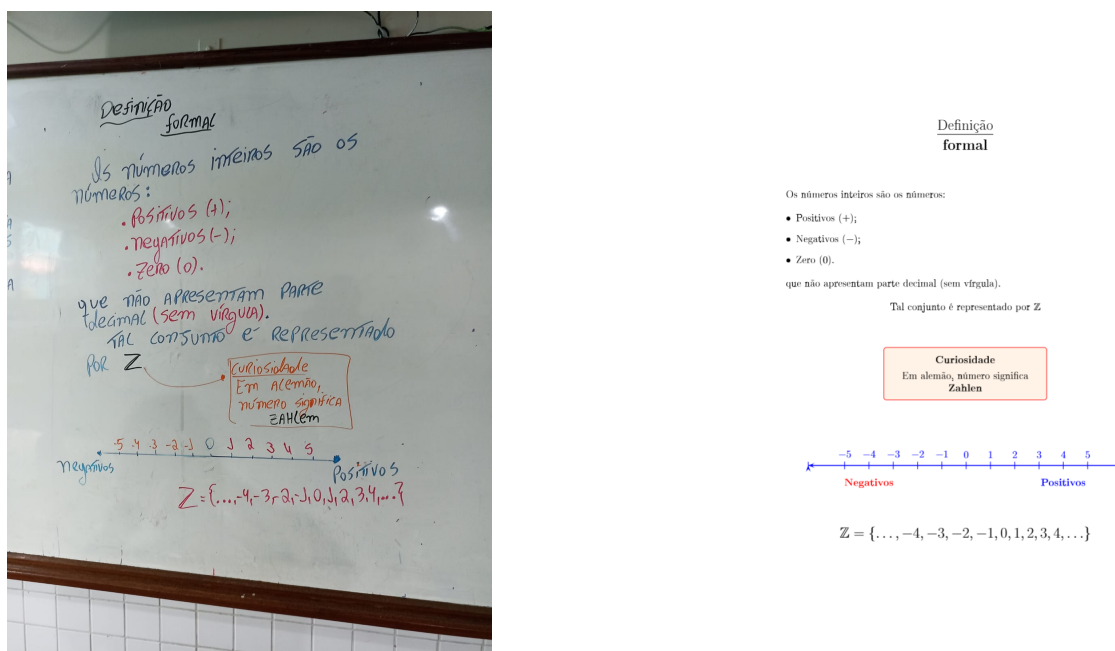 Definição
formal
Os números inteiros são os
números:
. Positivos (+);
. negativos (-);
. Zero (0).
que não apresentam parte
decimal (sem vírgula).
Tal conjunto é representado
por ℤ
Curiosidade
Em Alemão,
número significa
ZAHlEm
-5 -4 -3 -2 -1 0 1 2 3 4 5
negativos
Positivos
ℤ = {..., -4, -3, -2, -1, 0, 1, 2, 3, 4, ...}
Definição
formal
Os números inteiros são os números:
• Positivos (+);
• Negativos (−);
• Zero (0).
que não apresentam parte decimal (sem vírgula).
Tal conjunto é representado por ℤ
Curiosidade
Em alemão, número significa
Zahlen
−5 −4 −3 −2 −1 0 1 2 3 4 5
Negativos Positivos
ℤ = {. . . , −4, −3, −2, −1, 0, 1, 2, 3, 4, . . .}